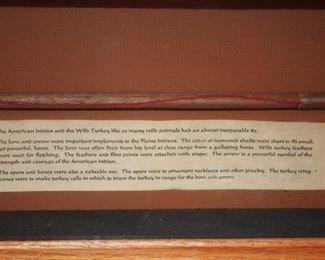 The American Indian and the Wild Turkey like so many wild animals had an almost inseparable tie.
The bow and arrow were important implements to the Plains Indians. The cedar or ironwood shafts were short to fit small,
yet powerful, bows. The bow was often fired from hip level at close range from a galloping horse. Wild turkey feathers
were used for fletching. The feathers and flint points were attached with sinew. The arrow is a powerful symbol of the
strength and courage of the American Indian.
The spurs and bones were also a valuable use. The spurs were to ornament necklaces and other jewelry. The turkey wing
bones were to make turkey calls in which to draw the turkey in range for the bow and arrow.